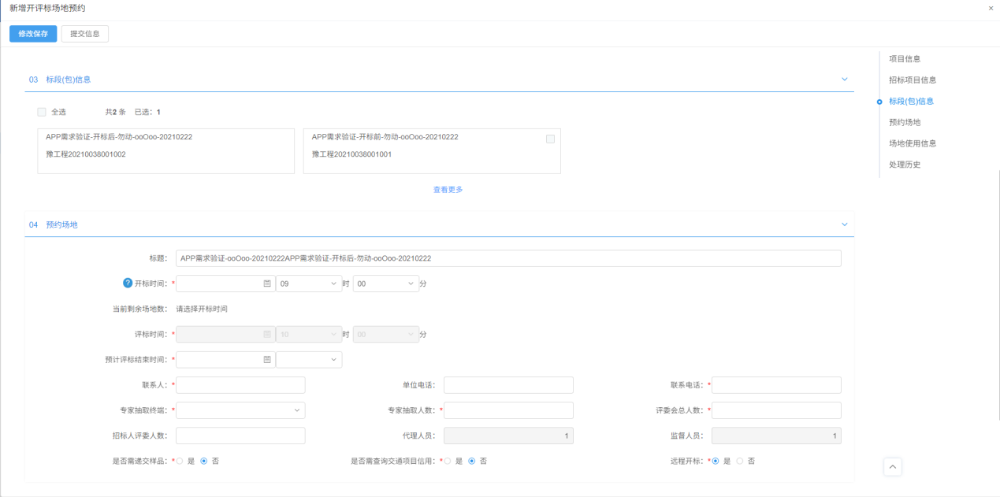 新增开评标场地预约
×
修改保存 提交信息
项目信息
招标项目信息
标段(包)信息
预约场地
场地使用信息
处理历史
03 标段(包)信息
全选 共2 条 已选：1
APP需求验证-开标后-勿动-ooOoo-20210222
豫工程20210038001002
APP需求验证-开标前-勿动-ooOoo-20210222
豫工程20210038001001
查看更多
04 预约场地
标题： APP需求验证-ooOoo-20210222APP需求验证-开标后-勿动-ooOoo-20210222
? 开标时间：* 09 时 00 分
当前剩余场地数： 请选择开标时间
评标时间：* 10 时 00 分
预计评标结束时间：*
联系人：* 单位电话： 联系电话：*
专家抽取终端：* 专家抽取人数：* 评委会总人数：*
招标人评委人数： 代理人员： 1 监督人员： 1
是否需递交样品：* 是 否 是否需查询交通项目信用：* 是 否 远程开标：* 是 否